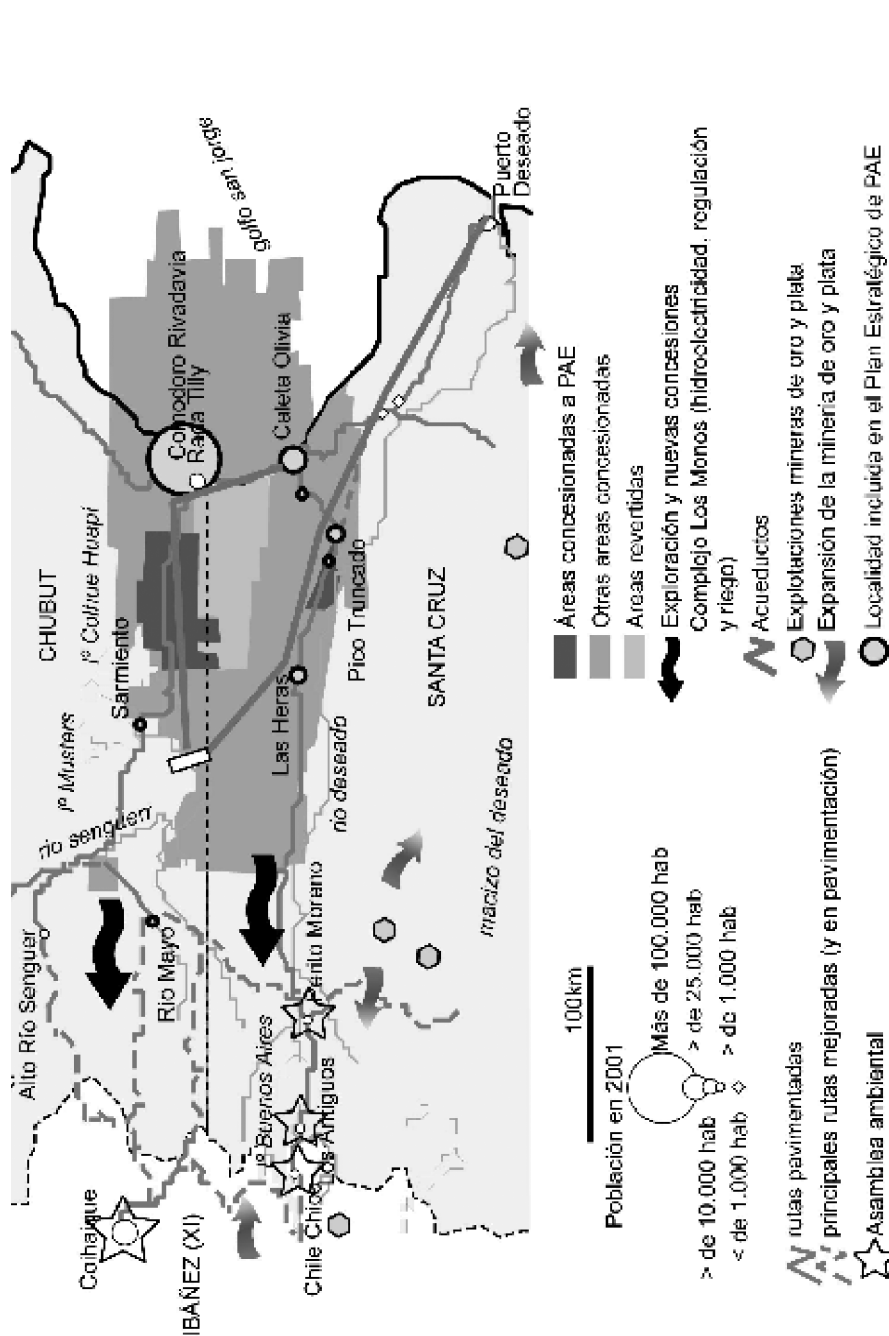 CHUBUT
lº Colhue Huapi
Sarmiento
lº Musters
río senguerr
Alto Río Senguer
Coihaique
Río Mayo
Comodoro Rivadavia
Rada Tilly
golfo san jorge
Caleta Olivia
IBÁÑEZ (XI)
lº Buenos Aires
Chile Chico
Los Antiguos
Perito Moreno
Las Heras
río deseado
Pico Truncado
Puerto
Deseado
SANTA CRUZ
macizo del deseado
100km
Población en 2001
Más de 100.000 hab
> de 25.000 hab
> de 10.000 hab
> de 1.000 hab
< de 1.000 hab
rutas pavimentadas
principales rutas mejoradas (y en pavimentación)
Asamblea ambiental
Áreas concesionadas a PAE
Otras areas concesionadas
Areas revertidas
Exploración y nuevas concesiones
Complejo Los Monos (hidroelectricidad, regulación
y riego)
Acueductos
Explotaciones mineras de oro y plata
Expansión de la minería de oro y plata
Localidad incluida en el Plan Estratégico de PAE